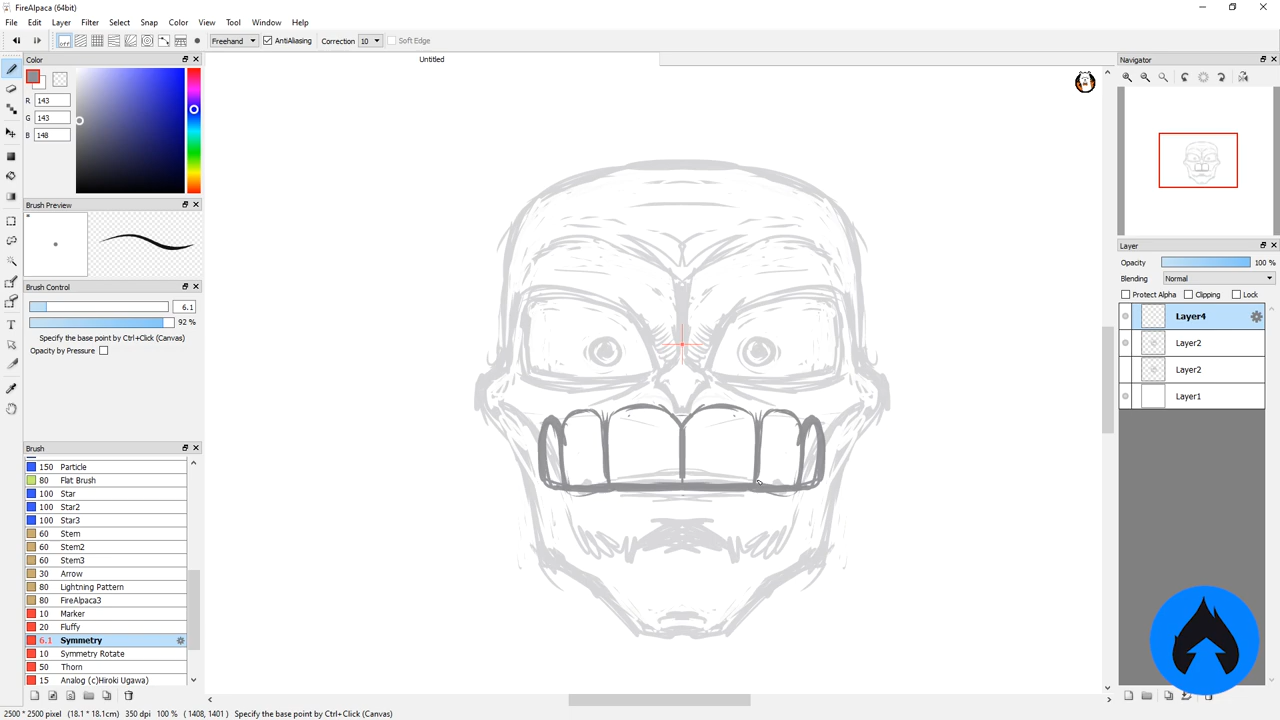 FireAlpaca (64bit)
File Edit Layer Filter Select Snap Color View Tool Window Help
off Freehand AntiAliasing Correction 10 Soft Edge
Color
R 143
G 143
B 148
Brush Preview
Brush Control
6.1
92 %
Specify the base point by Ctrl+Click (Canvas)
Opacity by Pressure
Brush
150 Particle
80 Flat Brush
100 Star
100 Star2
100 Star3
60 Stem
60 Stem2
60 Stem3
30 Arrow
80 Lightning Pattern
80 FireAlpaca3
10 Marker
20 Fluffy
6.1 Symmetry
10 Symmetry Rotate
50 Thorn
15 Analog (c)Hiroki Ugawa)
Untitled
Navigator
Layer
Opacity 100 %
Blending Normal
Protect Alpha Clipping Lock
Layer4
Layer2
Layer2
Layer1
2500 * 2500 pixel (18.1 * 18.1cm) 350 dpi 100 % ( 1408, 1401 ) Specify the base point by Ctrl+Click (Canvas)